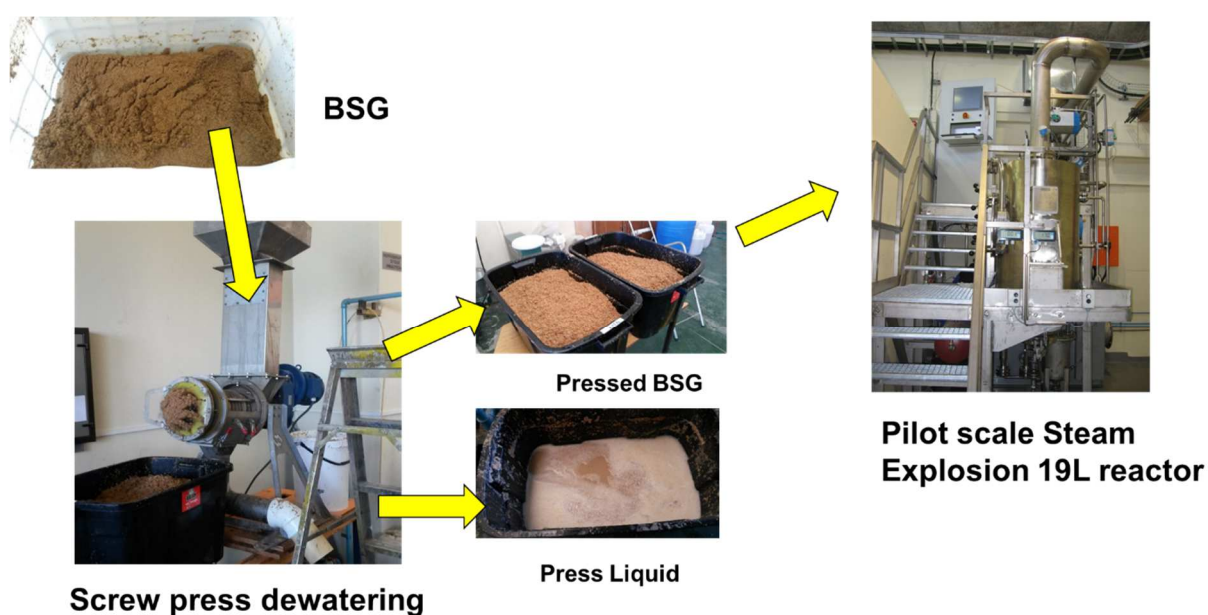 BSG
Pressed BSG
Press Liquid
Screw press dewatering
Pilot scale Steam
Explosion 19L reactor